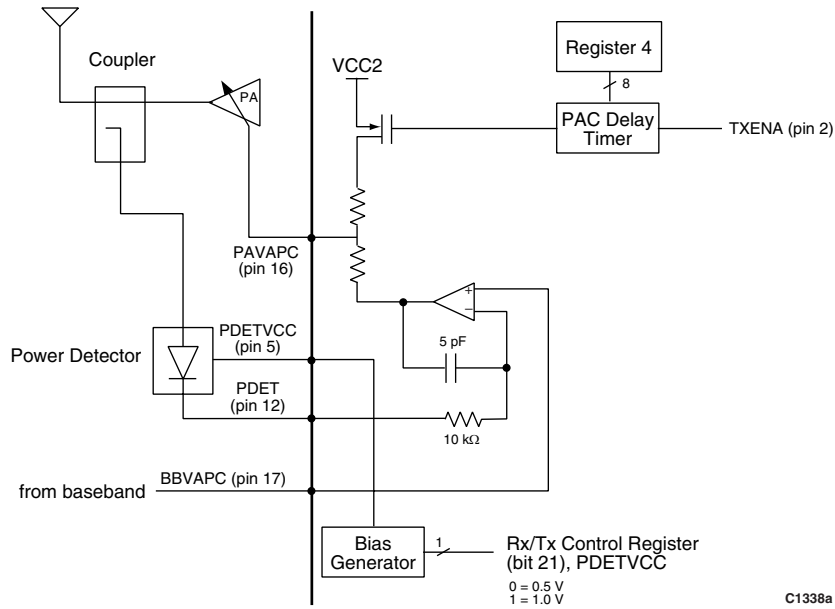 Coupler
PA
VCC2
Register 4
8
PAC Delay
Timer
TXENA (pin 2)
PAVAPC
(pin 16)
+
−
5 pF
PDETVCC
(pin 5)
Power Detector
PDET
(pin 12)
10 kΩ
BBVAPC (pin 17)
from baseband
Bias
Generator
1
Rx/Tx Control Register
(bit 21), PDETVCC
0 = 0.5 V
1 = 1.0 V
C1338a